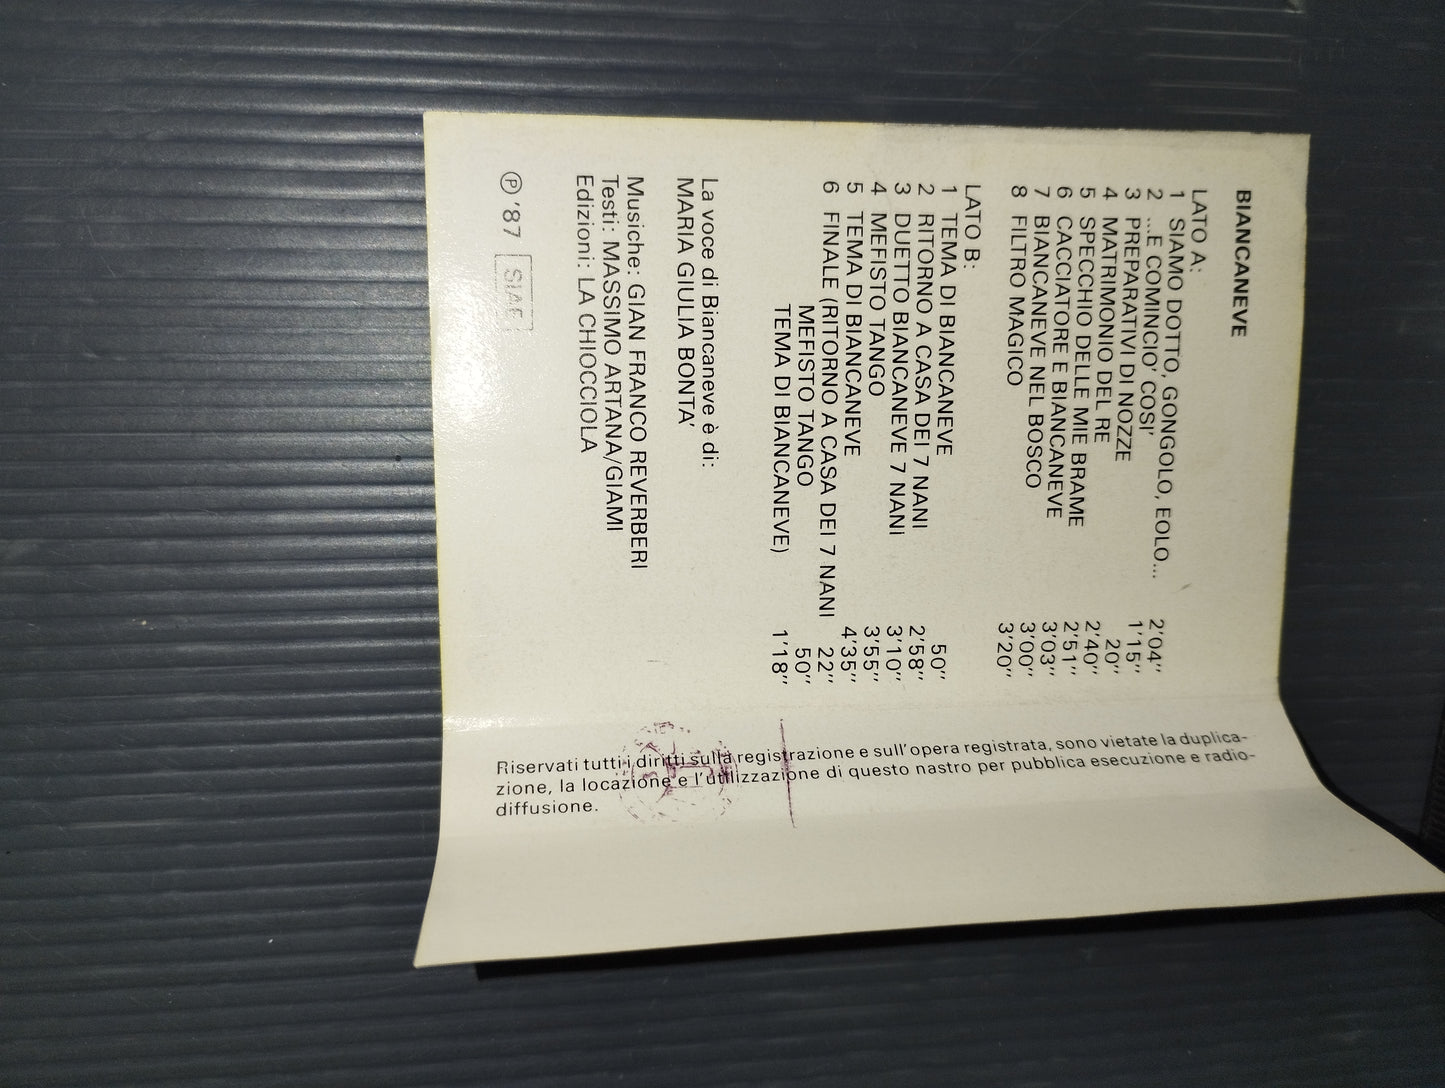 BIANCANEVE
LATO A:
1 SIAMO DOTTO, GONGOLO, EOLO... 2'04''
2 ...E COMINCIO' COSI' 1'15''
3 PREPARATIVI DI NOZZE 20''
4 MATRIMONIO DEL RE 2'40''
5 SPECCHIO DELLE MIE BRAME 2'51''
6 CACCIATORE E BIANCANEVE 3'03''
7 BIANCANEVE NEL BOSCO 3'00''
8 FILTRO MAGICO 3'20''
LATO B:
1 TEMA DI BIANCANEVE 50''
2 RITORNO A CASA DEI 7 NANI 2'58''
3 DUETTO BIANCANEVE 7 NANI 3'10''
4 MEFISTO TANGO 3'55''
5 TEMA DI BIANCANEVE 4'35''
6 FINALE (RITORNO A CASA DEI 7 NANI 22''
MEFISTO TANGO 50''
TEMA DI BIANCANEVE) 1'18''
La voce di Biancaneve è di:
MARIA GIULIA BONTA'
Musiche: GIAN FRANCO REVERBERI
Testi: MASSIMO ARTANA/GIAMI
Edizioni: LA CHIOCCIOLA
℗ '87 SIAE
Riservati tutti i diritti sulla registrazione e sull'opera registrata, sono vietate la duplica-
zione, la locazione e l'utilizzazione di questo nastro per pubblica esecuzione e radio-
diffusione.